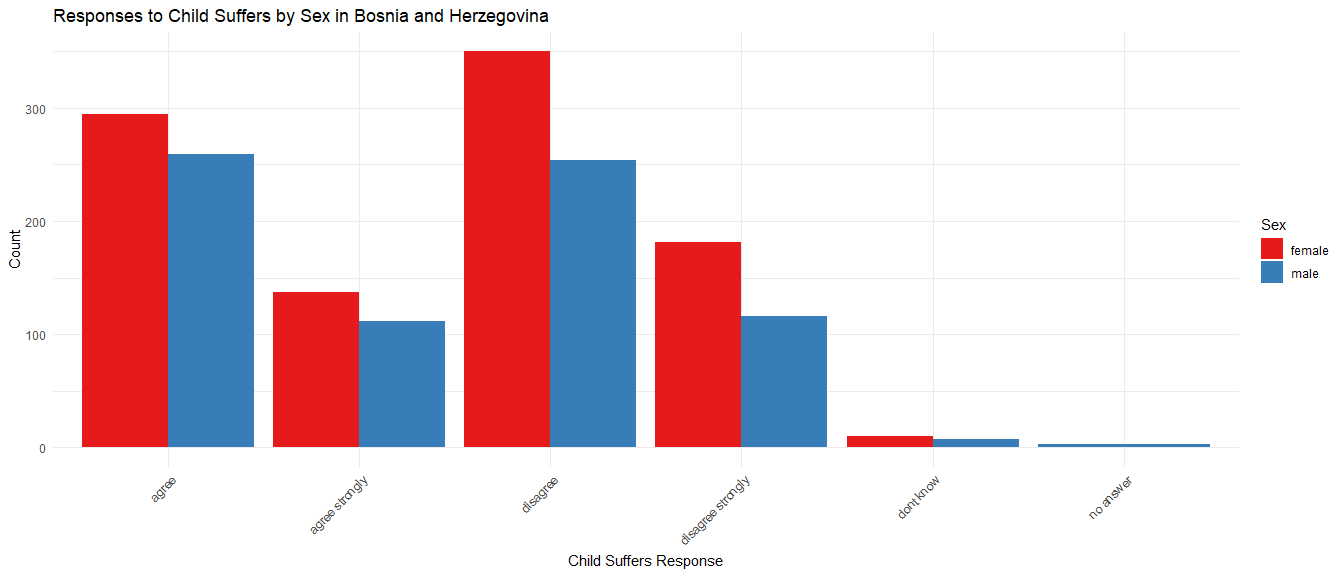 Responses to Child Suffers by Sex in Bosnia and Herzegovina
Count
300
200
100
0
agree
agree strongly
disagree
disagree strongly
dont know
no answer
Child Suffers Response
Sex
female
male